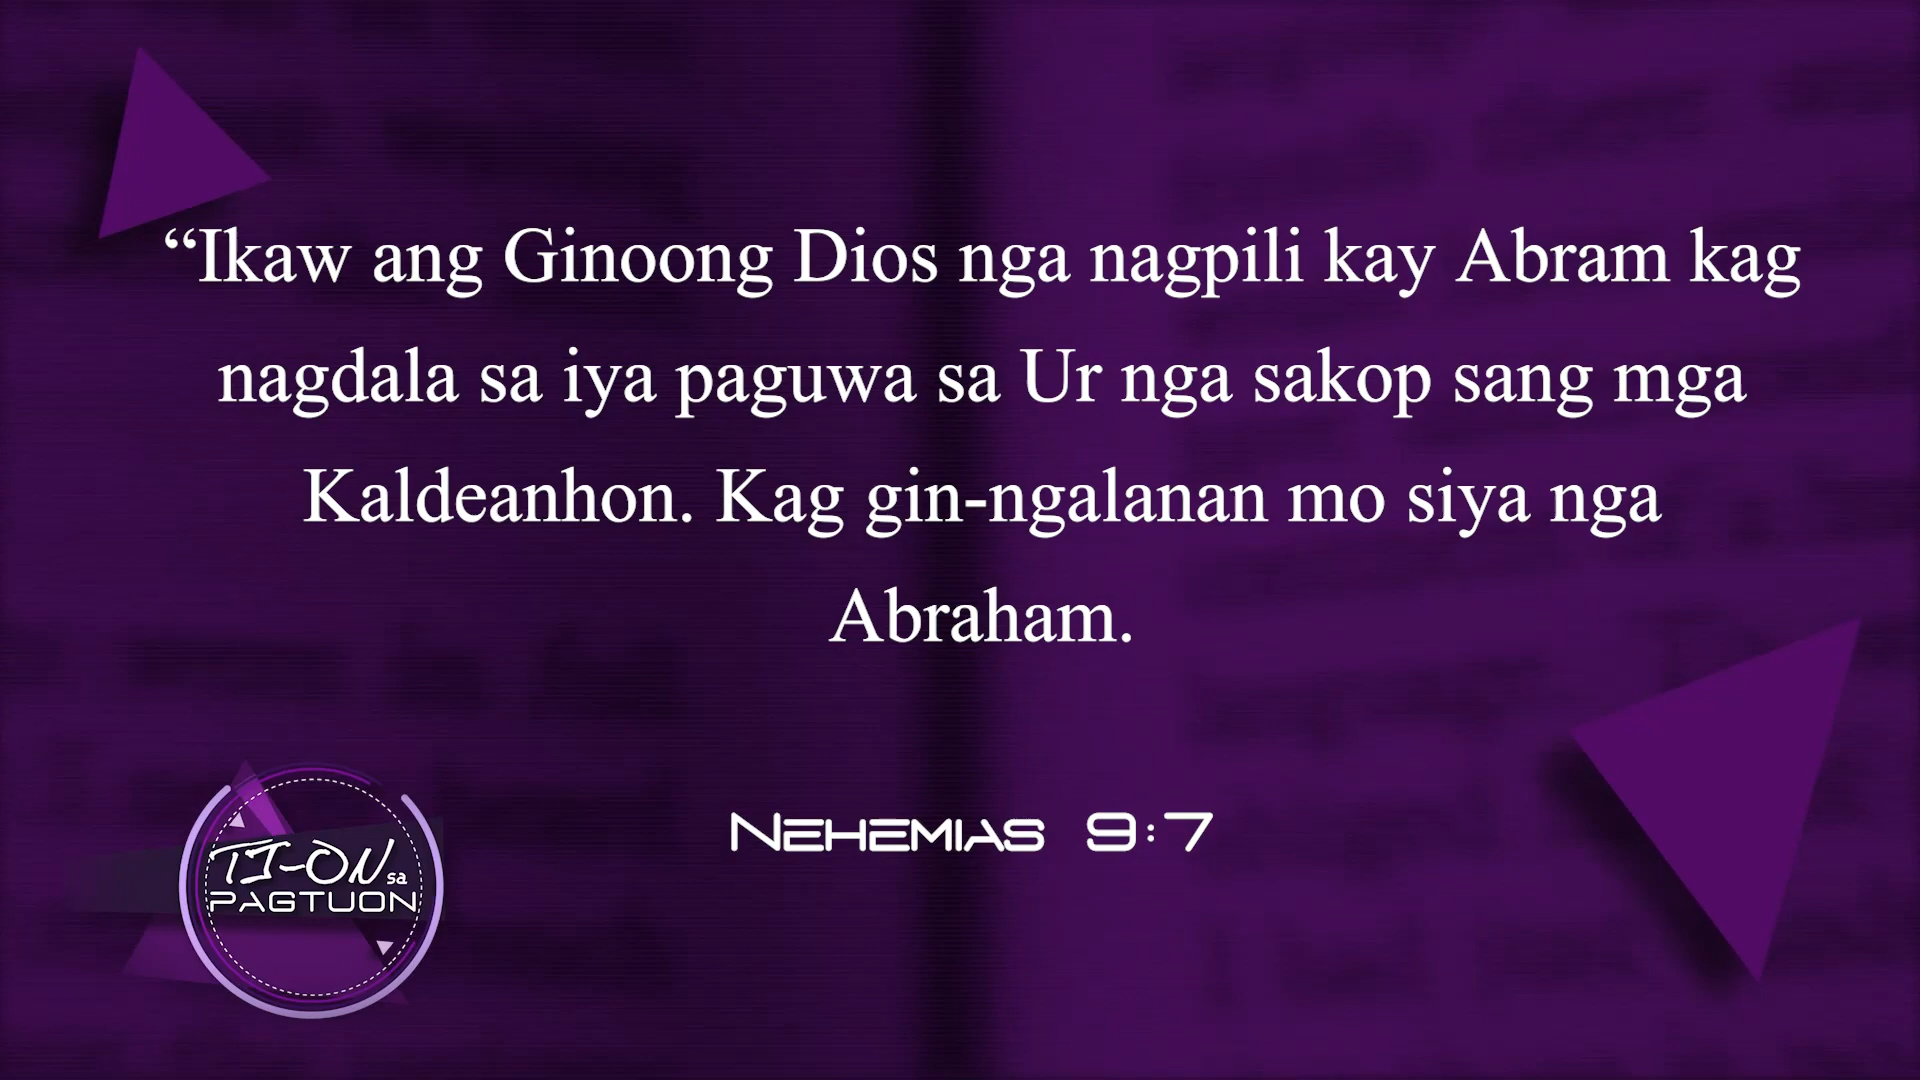 “Ikaw ang Ginoong Dios nga nagpili kay Abram kag
nagdala sa iya paguwa sa Ur nga sakop sang mga
Kaldeanhon. Kag gin-ngalanan mo siya nga
Abraham.
Nehemias 9:7
TI-ON sa
PAGTUON